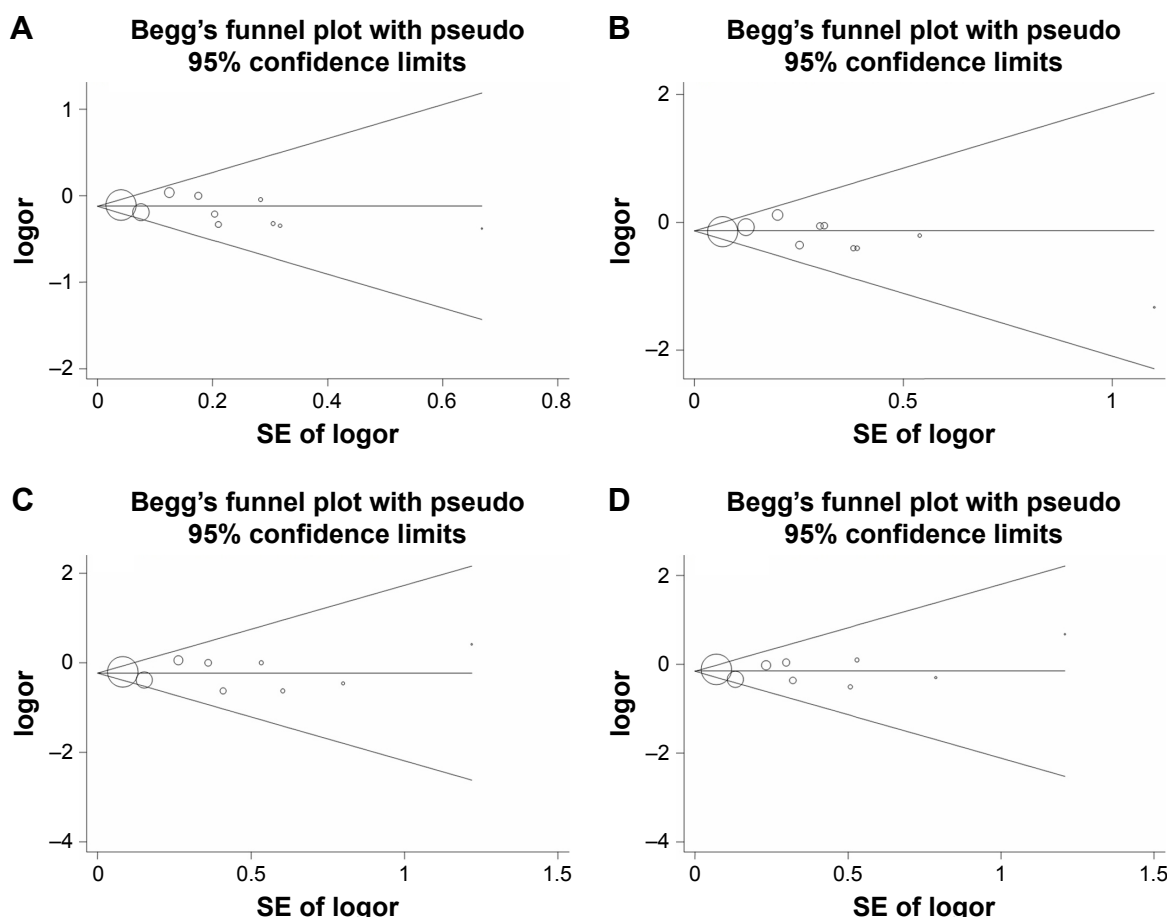 A
Begg’s funnel plot with pseudo
95% confidence limits
1
0
–1
–2
logor
0
0.2
0.4
0.6
0.8
SE of logor
B
Begg’s funnel plot with pseudo
95% confidence limits
2
0
–2
logor
0
0.5
1
SE of logor
C
Begg’s funnel plot with pseudo
95% confidence limits
2
0
–2
–4
logor
0
0.5
1
1.5
SE of logor
D
Begg’s funnel plot with pseudo
95% confidence limits
2
0
–2
–4
logor
0
0.5
1
1.5
SE of logor